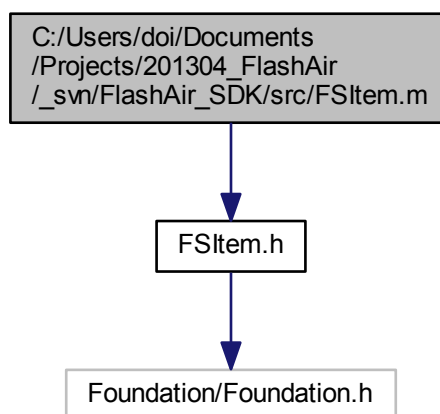 C:/Users/doi/Documents
/Projects/201304_FlashAir
/_svn/FlashAir_SDK/src/FSItem.m
FSItem.h
Foundation/Foundation.h